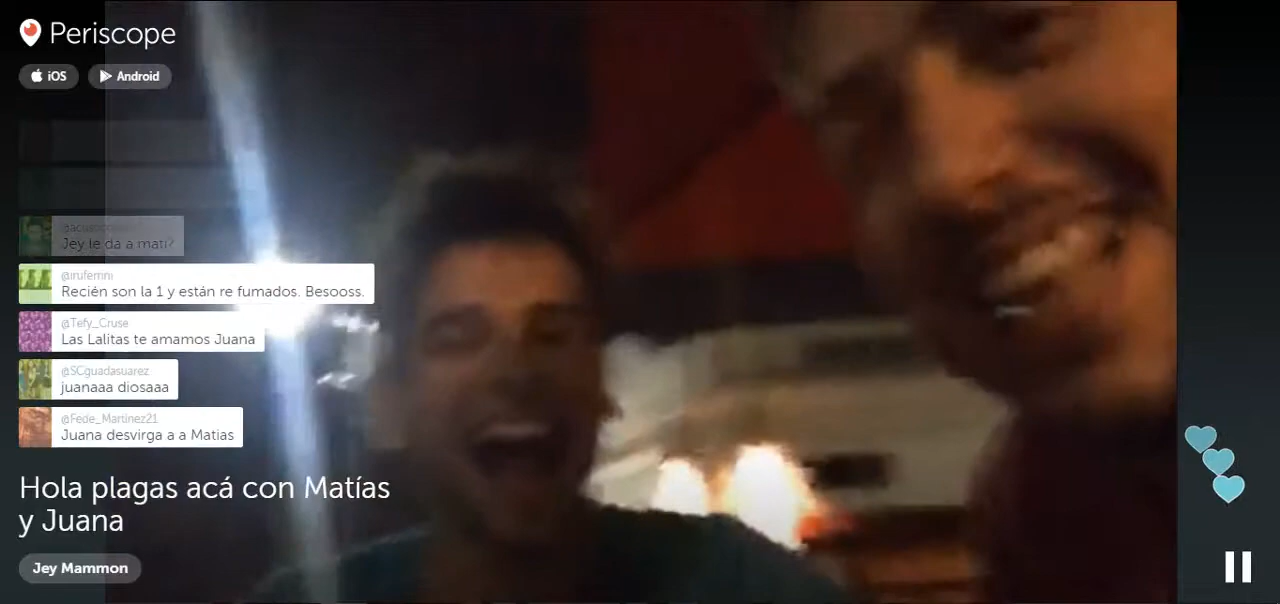 Periscope
iOS
Android
Jey le da a mati?
@irufemni
Recién son la 1 y están re fumados. Besooss.
@Tefy_Cruse
Las Lalitas te amamos Juana
@SCguadasuarez
juanaaa diosaaa
@Fede_Martinez21
Juana desvirga a a Matias
Hola plagas acá con Matías
y Juana
Jey Mammon